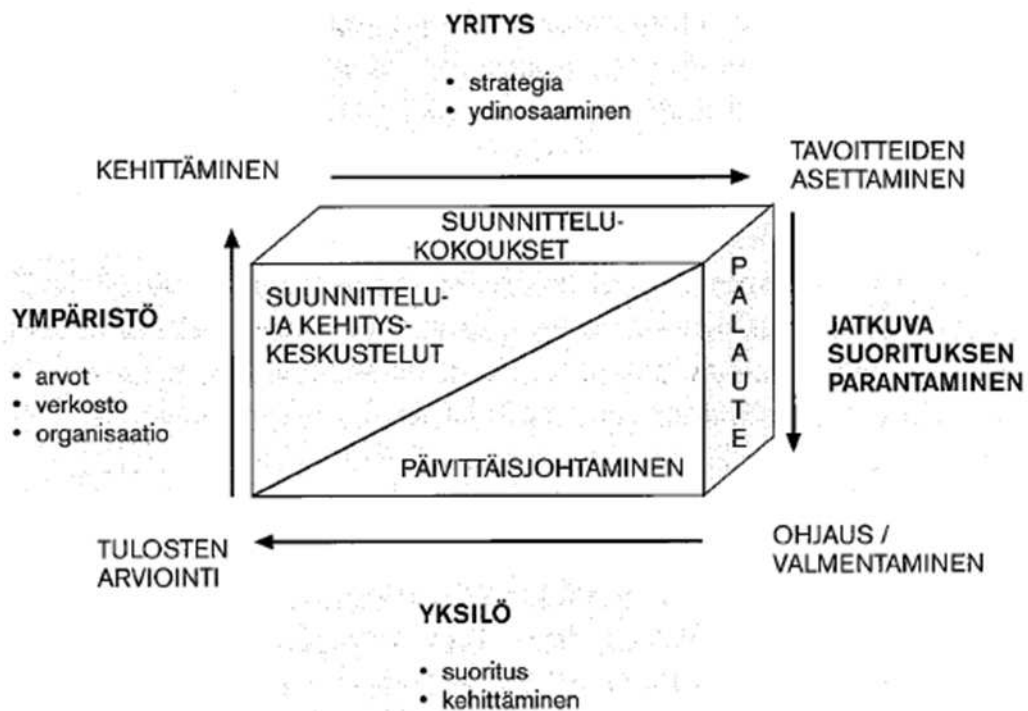 YRITYS
• strategia
• ydinosaaminen
KEHITTÄMINEN
TAVOITTEIDEN
ASETTAMINEN
SUUNNITTELU-
KOKOUKSET
SUUNNITTELU-
JA KEHITYS-
KESKUSTELUT
PALAUTE
YMPÄRISTÖ
• arvot
• verkosto
• organisaatio
JATKUVA
SUORITUKSEN
PARANTAMINEN
PÄIVITTÄISJOHTAMINEN
TULOSTEN
ARVIOINTI
OHJAUS /
VALMENTAMINEN
YKSILÖ
• suoritus
• kehittäminen